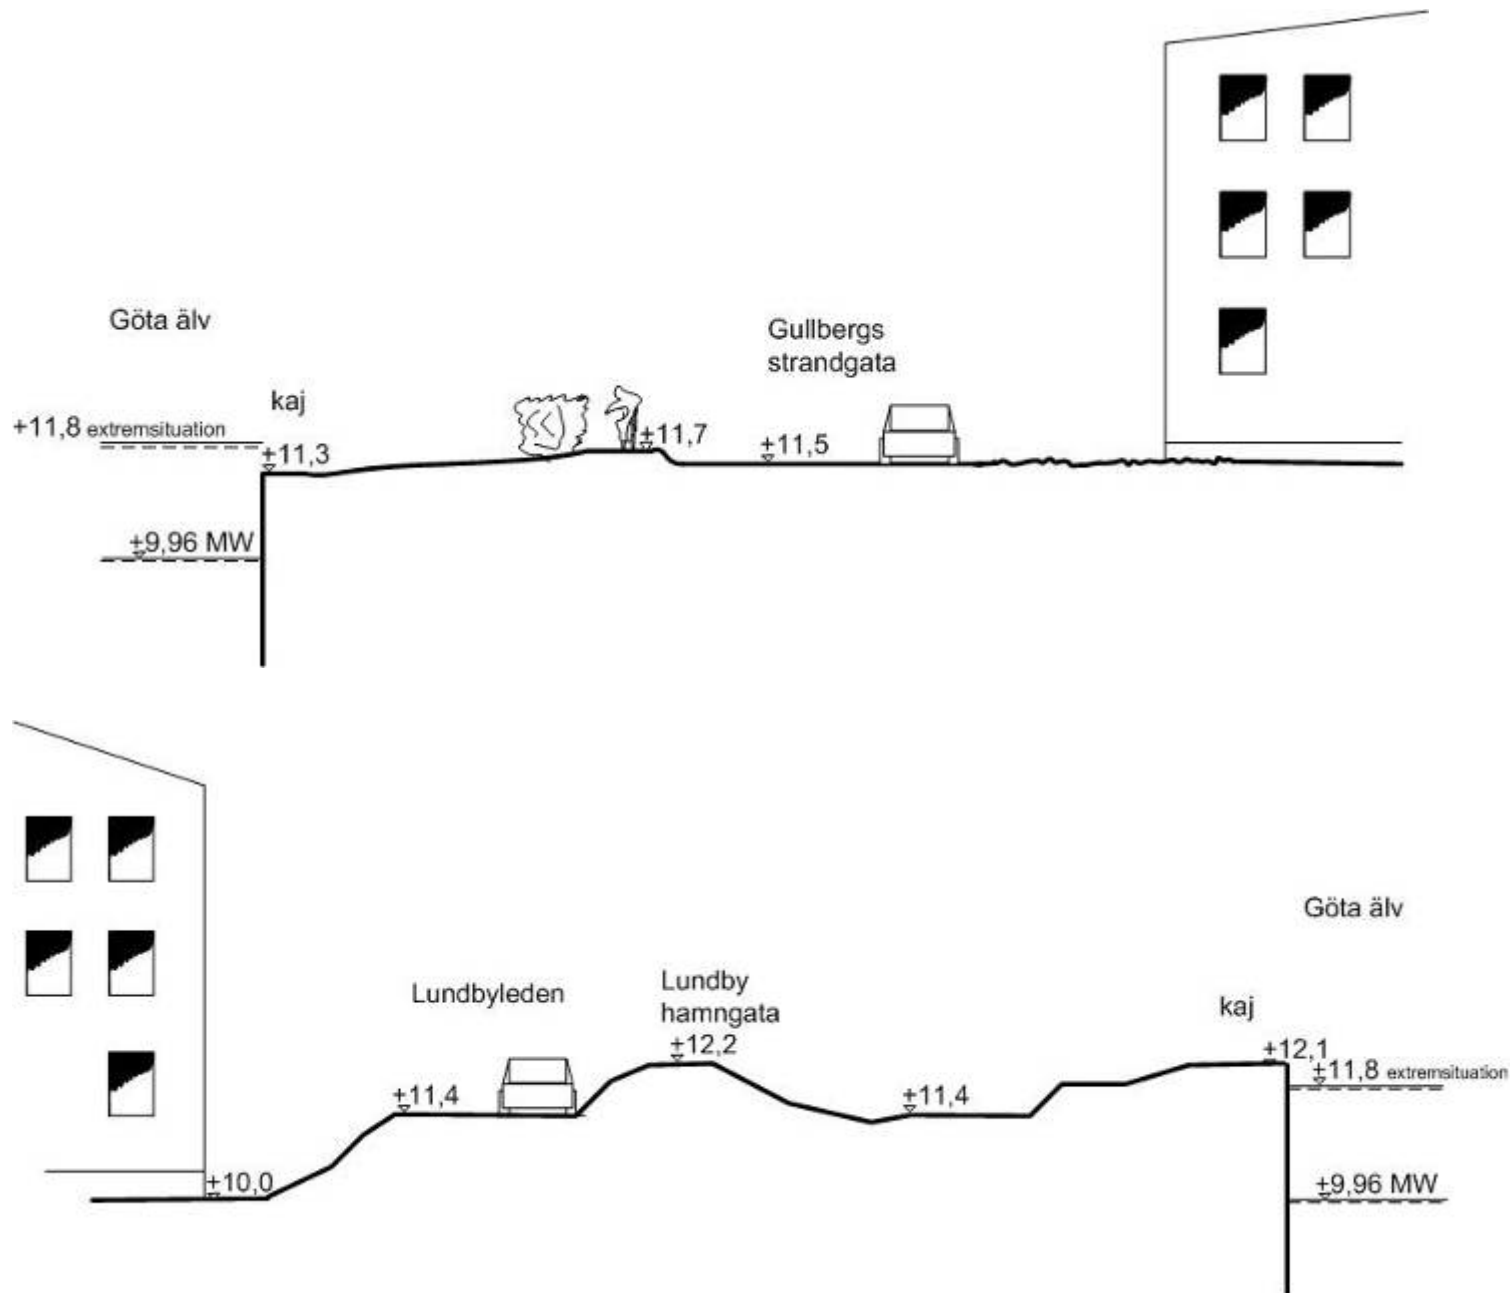 Göta älv
Gullbergs
strandgata
kaj
+11,8 extremsituation
+11,3
+11,7
+11,5
+9,96 MW
Göta älv
Lundbyleden
Lundby
hamngata
kaj
+12,2
+12,1
+11,8 extremsituation
+11,4
+11,4
+10,0
+9,96 MW